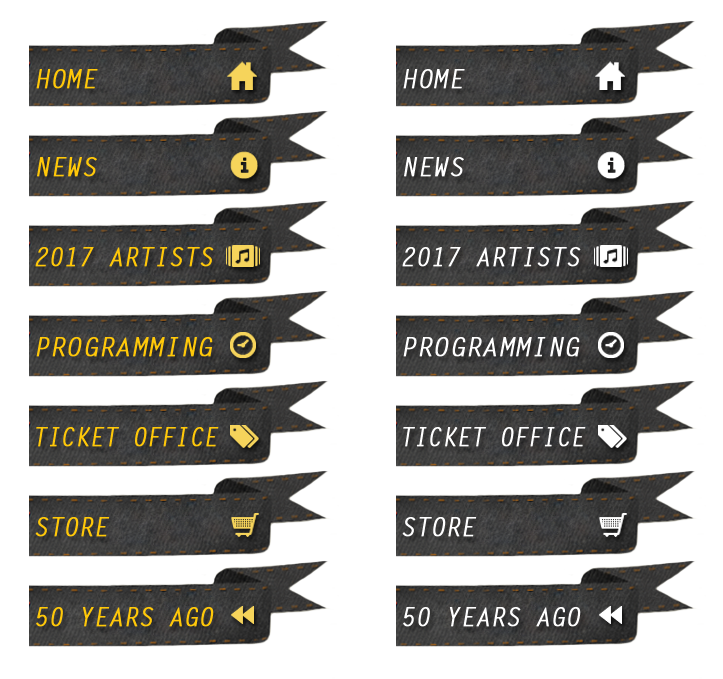 HOME
HOME
NEWS
NEWS
2017 ARTISTS
2017 ARTISTS
PROGRAMMING
PROGRAMMING
TICKET OFFICE
TICKET OFFICE
STORE
STORE
50 YEARS AGO
50 YEARS AGO